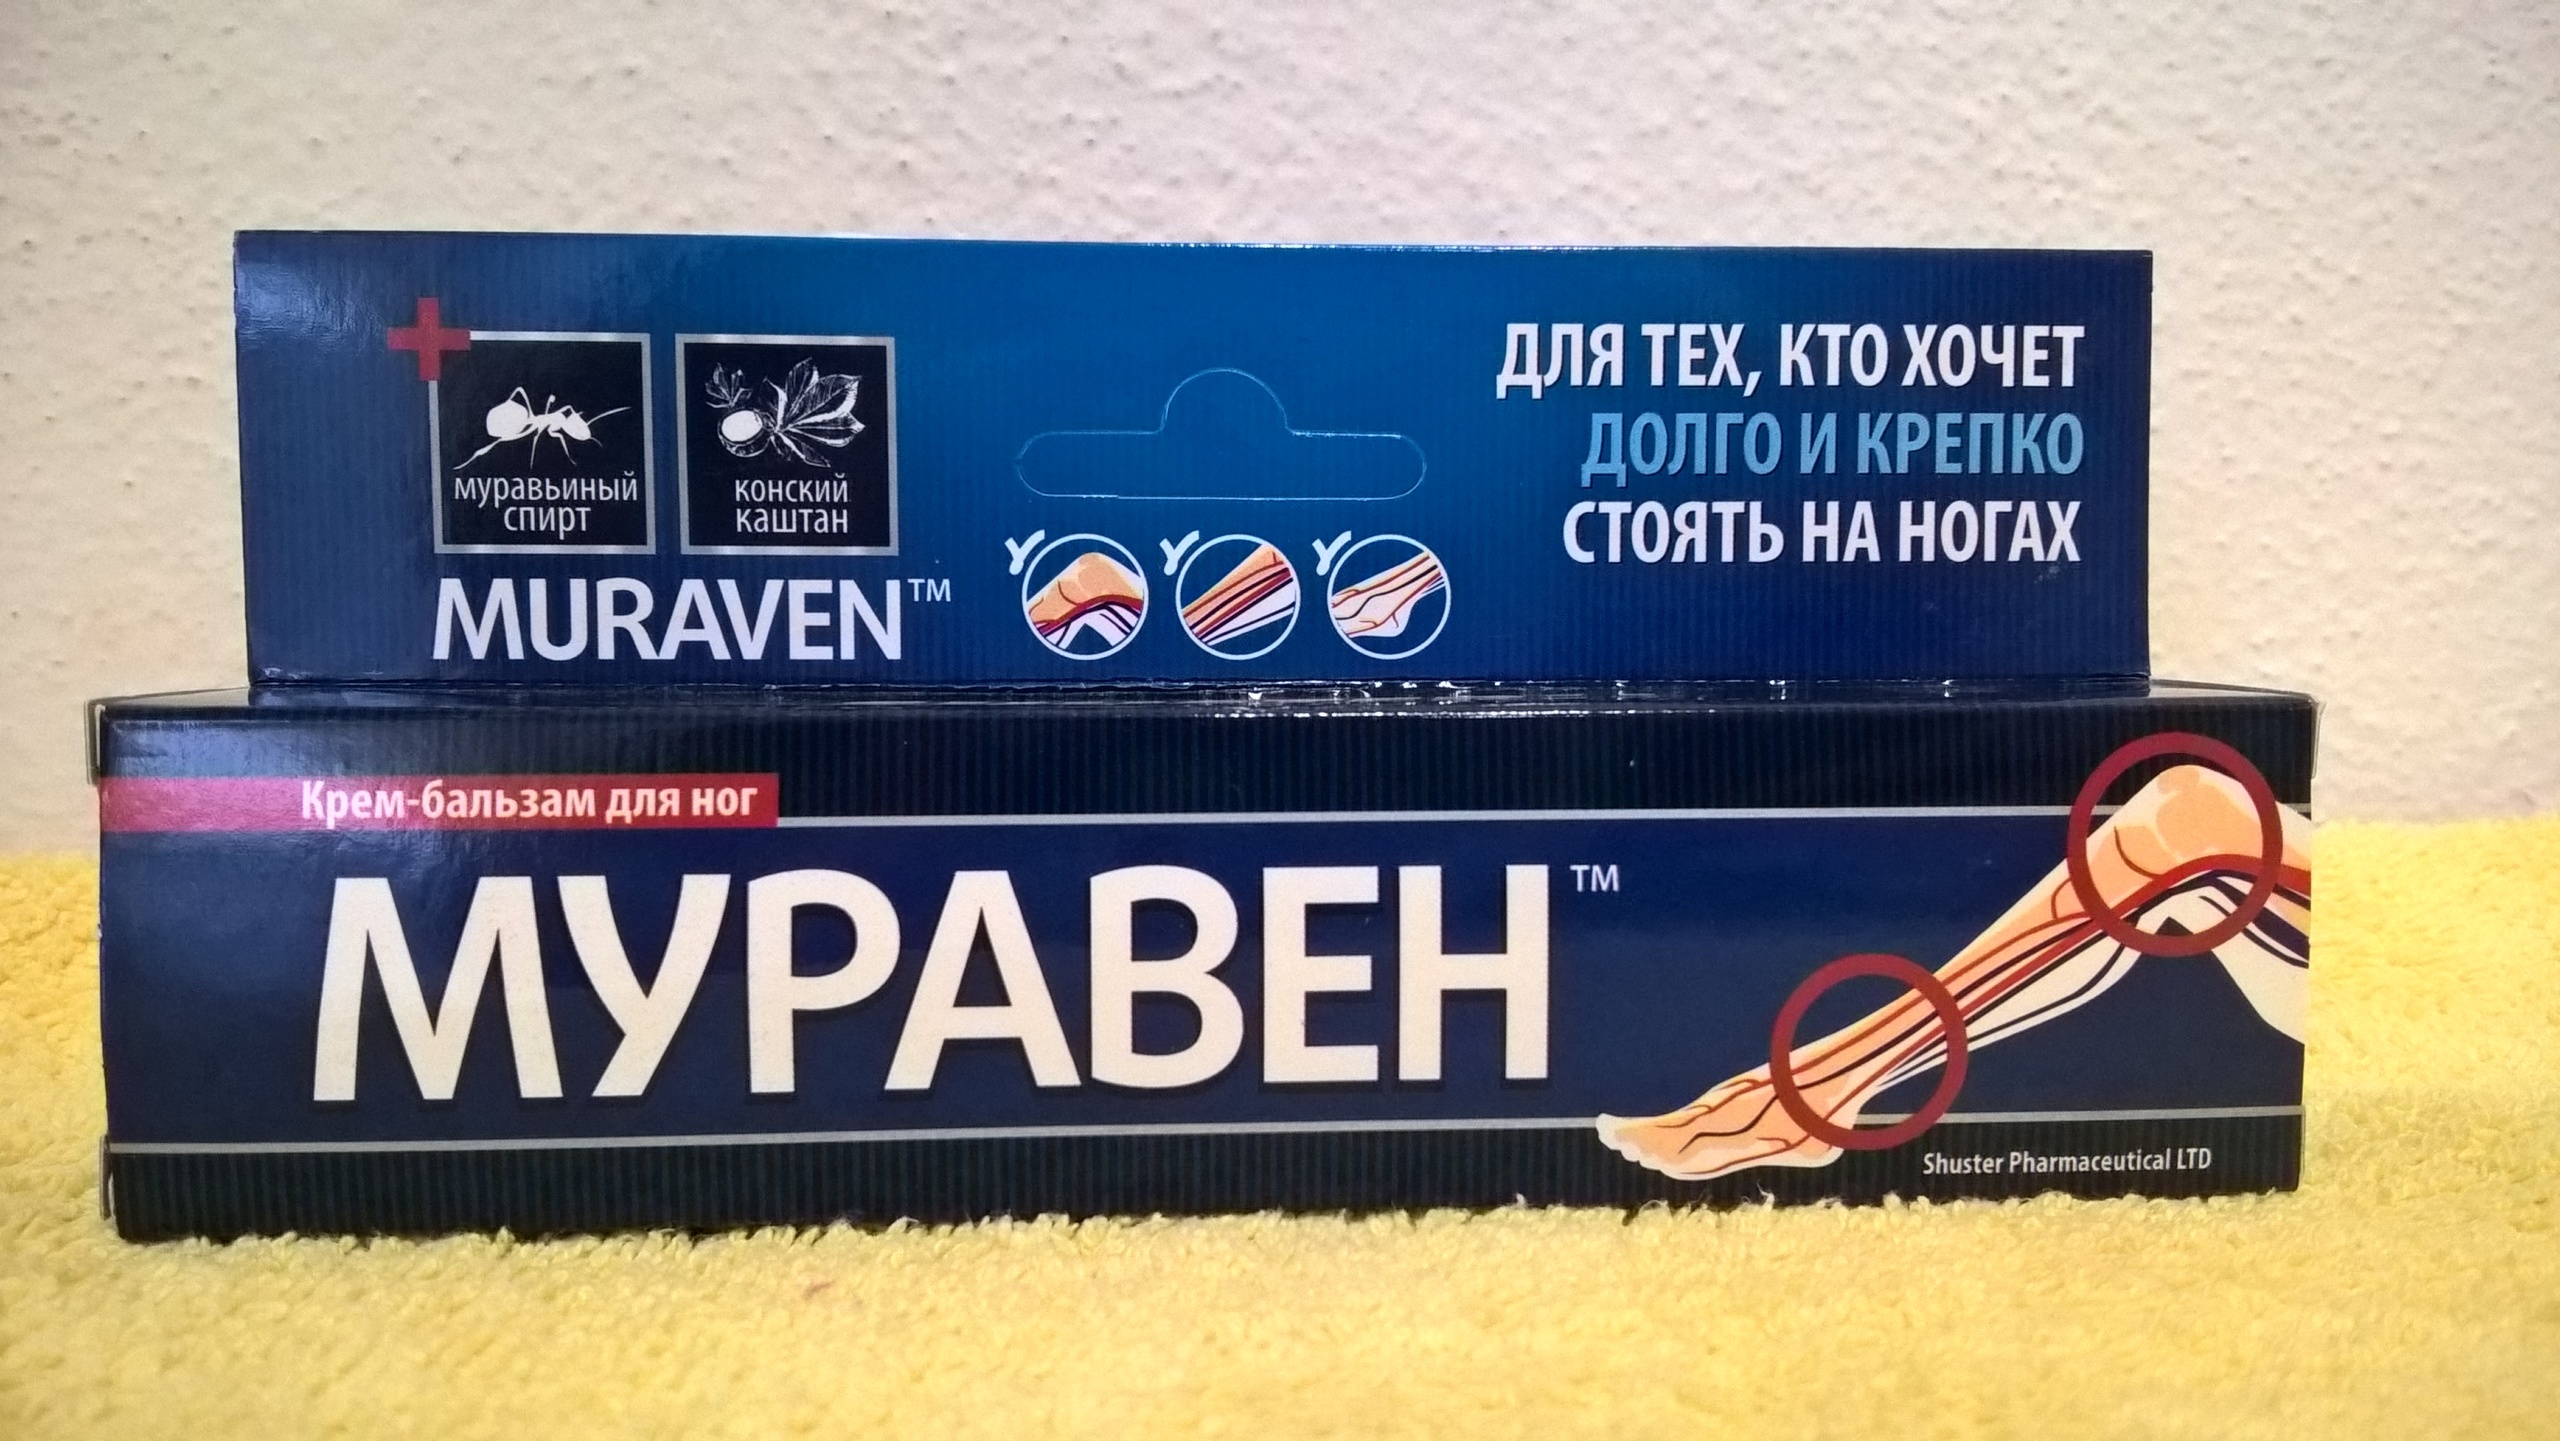 муравьиный
спирт
конский
каштан
MURAVEN™
ДЛЯ ТЕХ, КТО ХОЧЕТ
ДОЛГО И КРЕПКО
СТОЯТЬ НА НОГАХ
Крем-бальзам для ног
МУРАВЕН™
Shuster Pharmaceutical LTD